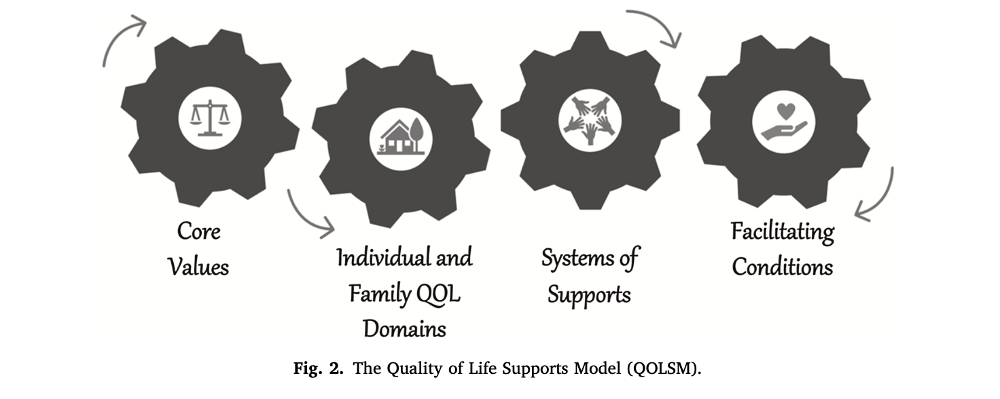 Core
Values
Individual and
Family QOL
Domains
Systems of
Supports
Facilitating
Conditions
Fig. 2. The Quality of Life Supports Model (QOLSM).